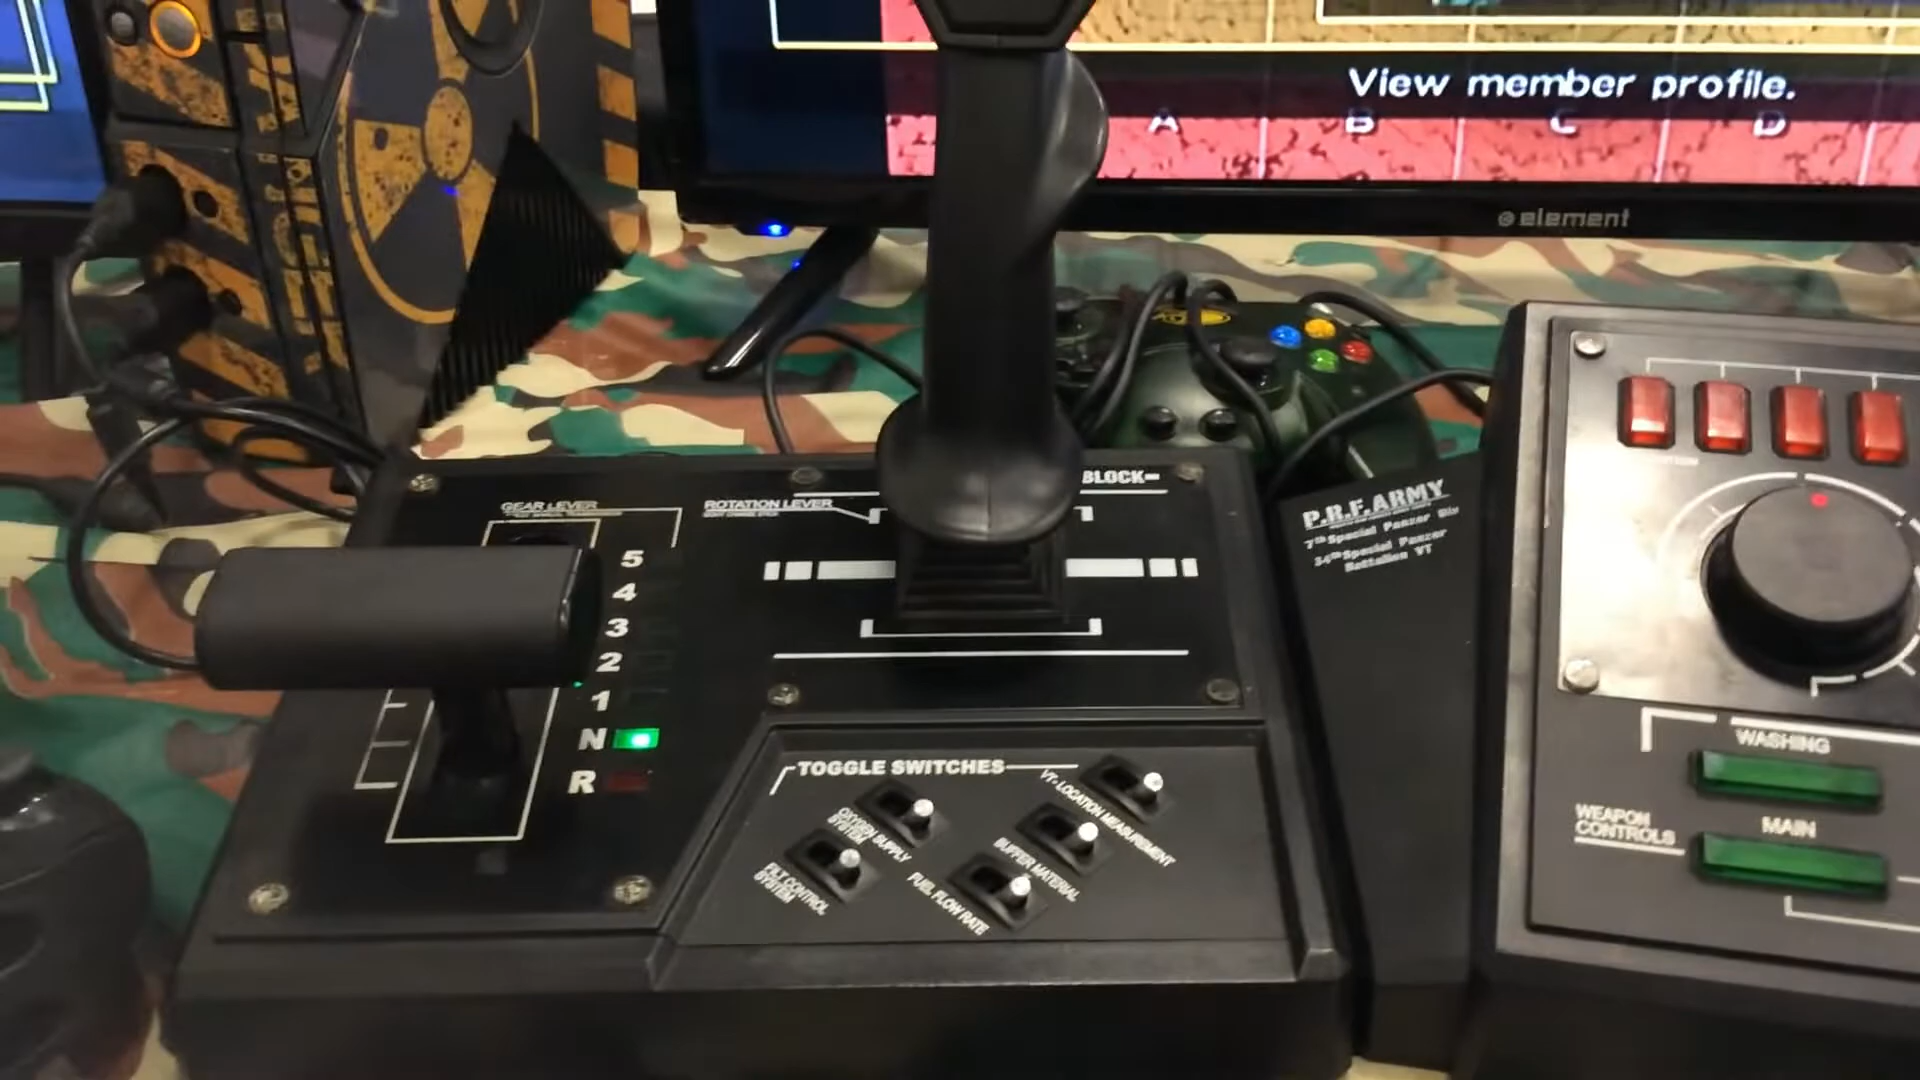 View member profile.
A B C D
element
BLOCK
GEAR LEVER
ROTATION LEVER
P.R.F. ARMY
7th Special Panzer Div
34th Special Panzer
Battalion VT
5
4
3
2
1
N
R
TOGGLE SWITCHES
VT-LOCATION MEASUREMENT
OXYGEN SUPPLY
SYSTEM
BUFFER MATERIAL
FILT CONTROL
SYSTEM
FUEL FLOW RATE
WASHING
WEAPON
CONTROLS
MAIN